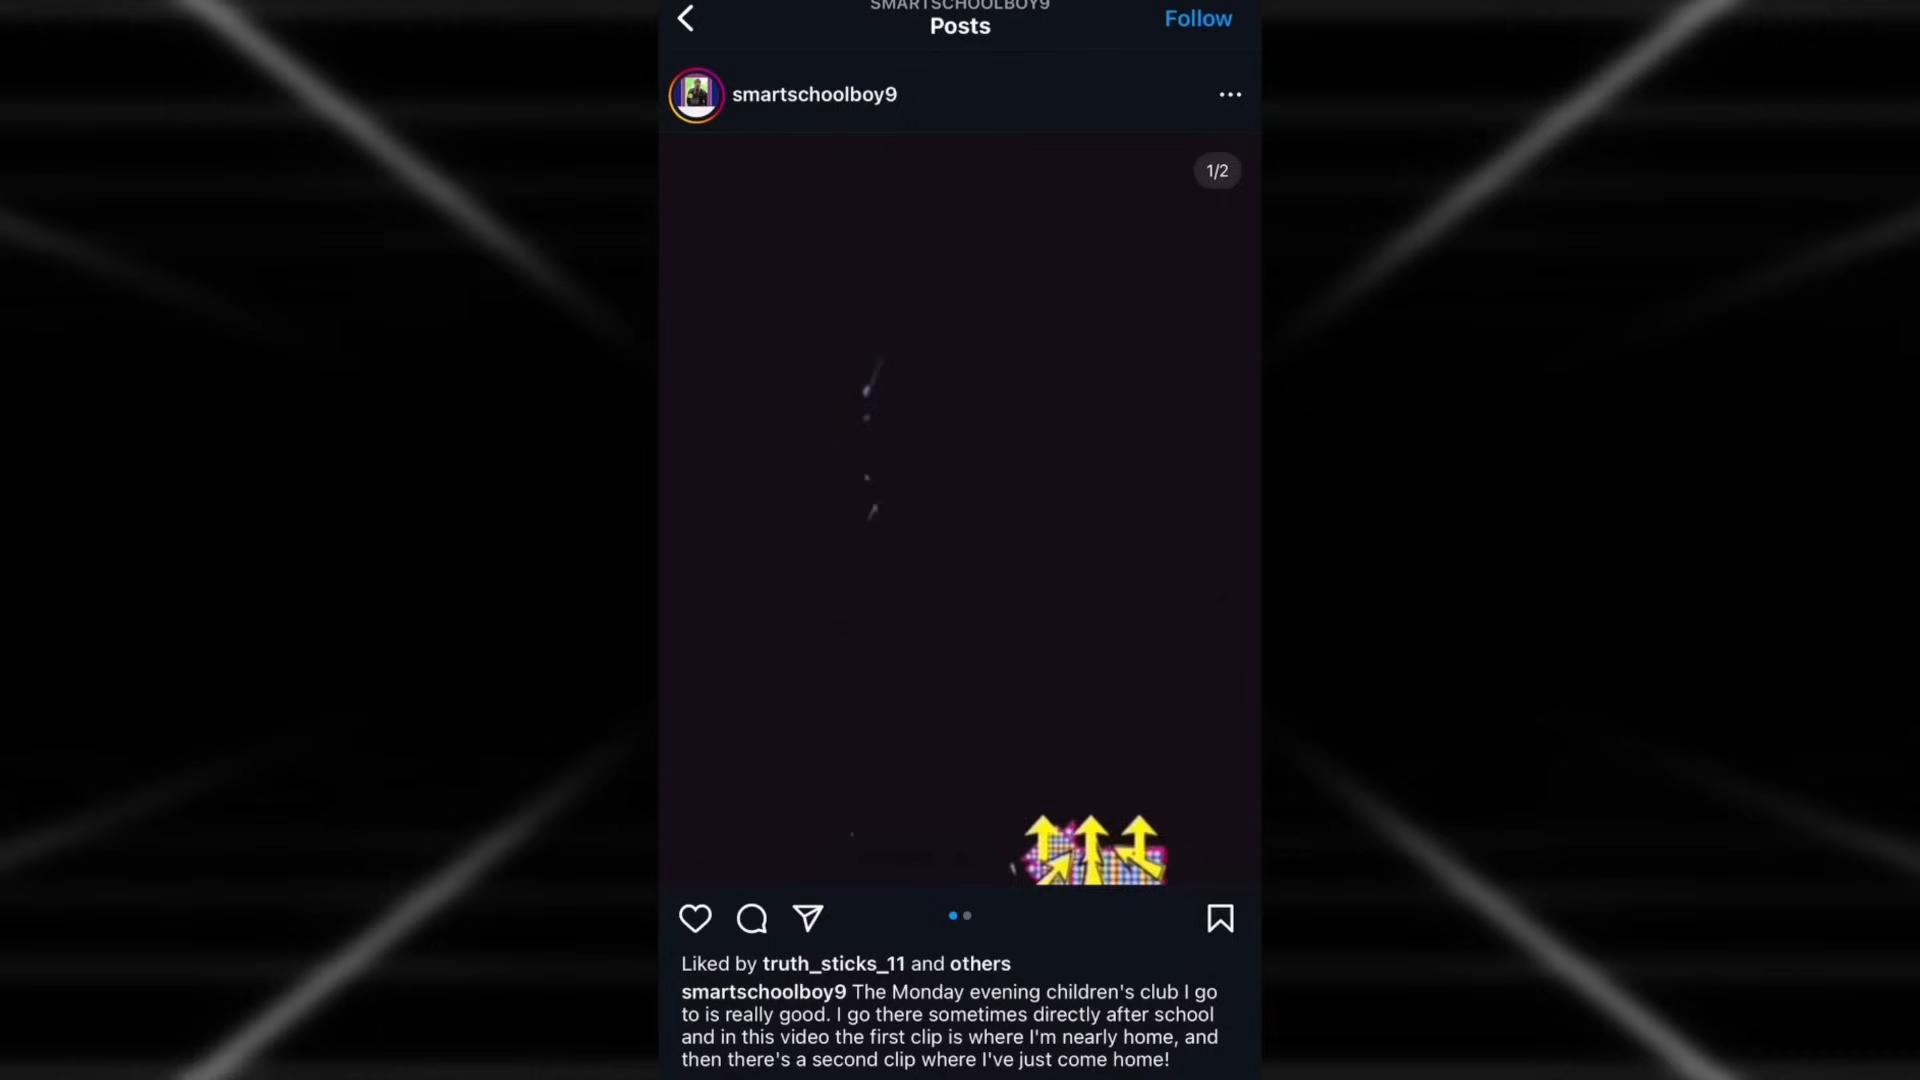 SMARTSCHOOLBOY9
Posts
Follow
smartschoolboy9
1/2
Liked by truth_sticks_11 and others
smartschoolboy9 The Monday evening children's club I go
to is really good. I go there sometimes directly after school
and in this video the first clip is where I'm nearly home, and
then there's a second clip where I've just come home!